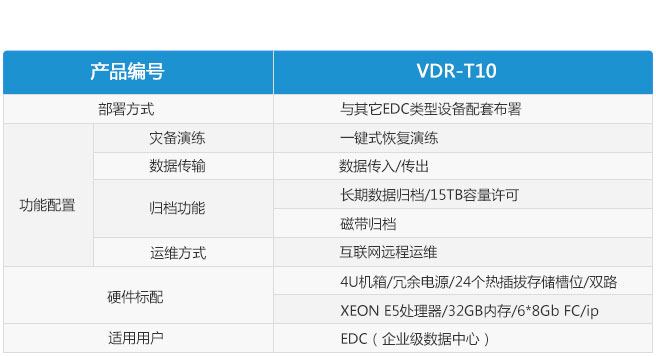 产品编号 VDR-T10
部署方式 与其它EDC类型设备配套布署
功能配置
灾备演练 一键式恢复演练
数据传输 数据传入/传出
归档功能 长期数据归档/15TB容量许可
磁带归档
运维方式 互联网远程运维
硬件标配 4U机箱/冗余电源/24个热插拔存储槽位/双路
XEON E5处理器/32GB内存/6*8Gb FC/ip
适用用户 EDC（企业级数据中心）